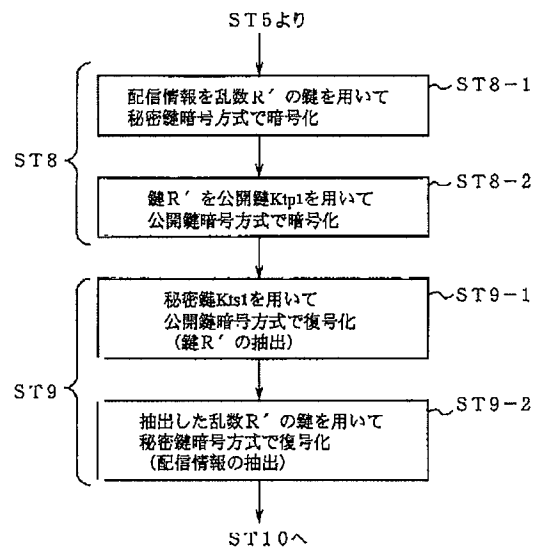 ST5より
配信情報を乱数R´の鍵を用いて
秘密鍵暗号方式で暗号化
ST8-1
ST8
鍵R´を公開鍵Ktp1を用いて
公開鍵暗号方式で暗号化
ST8-2
秘密鍵Kts1を用いて
公開鍵暗号方式で復号化
(鍵R´の抽出)
ST9-1
ST9
抽出した乱数R´の鍵を用いて
秘密鍵暗号方式で復号化
(配信情報の抽出)
ST9-2
ST10へ